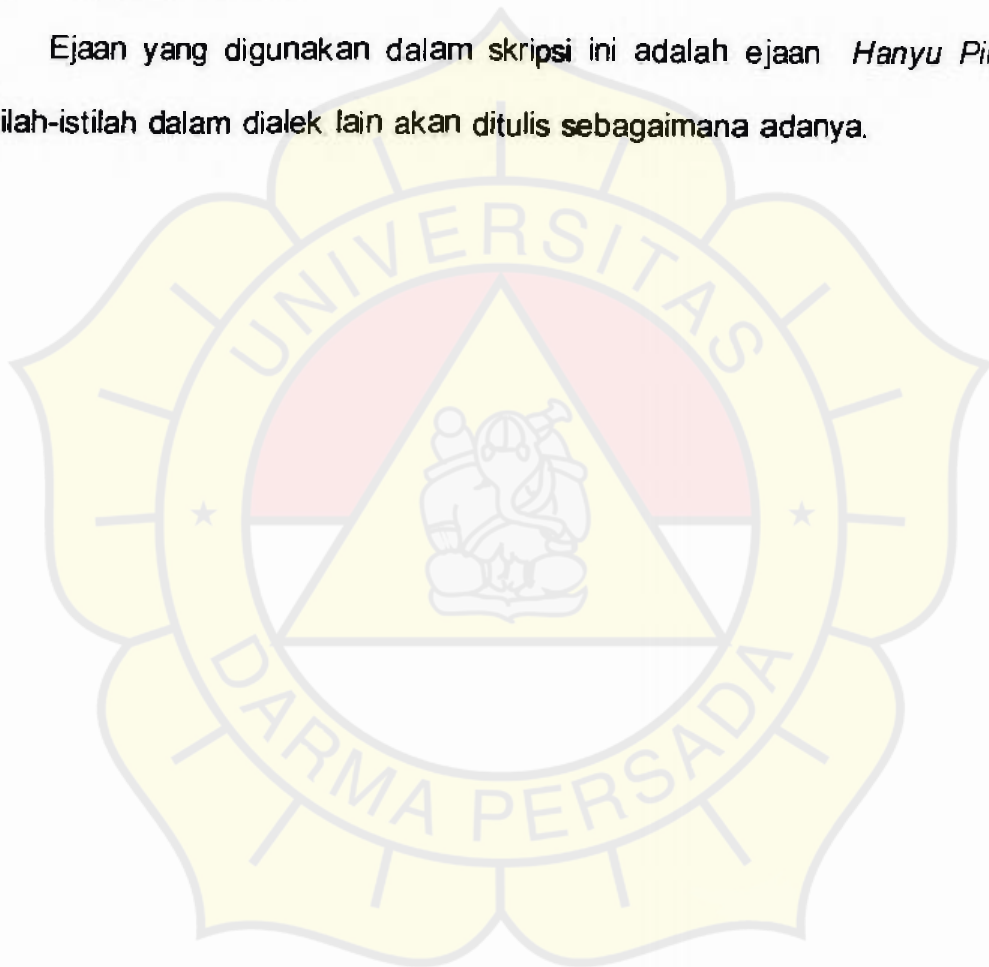 Ejaan yang digunakan dalam skripsi ini adalah ejaan Hanyu Pi
ilah-istilah dalam dialek lain akan ditulis sebagaimana adanya.
UNIVERSITAS
DARMA PERSADA